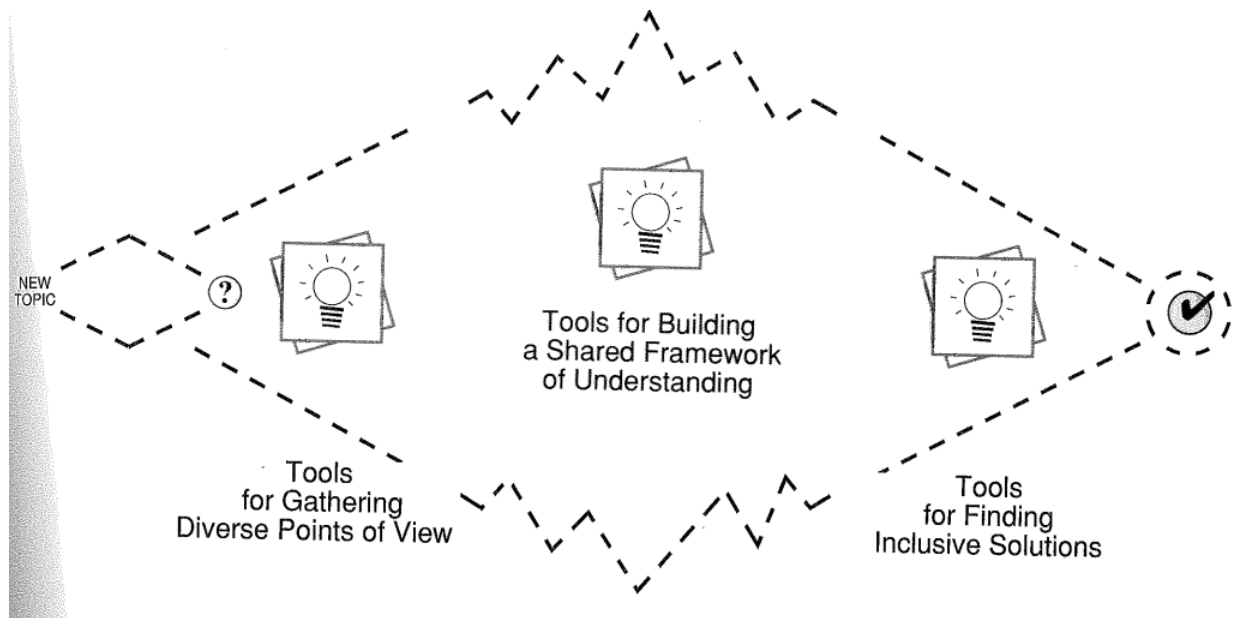 NEW
TOPIC
?
Tools for Building
a Shared Framework
of Understanding
Tools
for Gathering
Diverse Points of View
Tools
for Finding
Inclusive Solutions